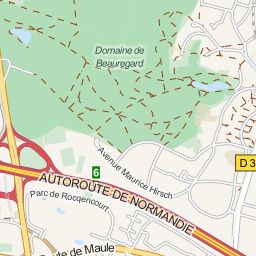 Domaine de
Beauregard
Avenue Maurice Hirsch
D 3
6
AUTOROUTE DE NORMANDIE
Parc de Rocquencourt
de Maule